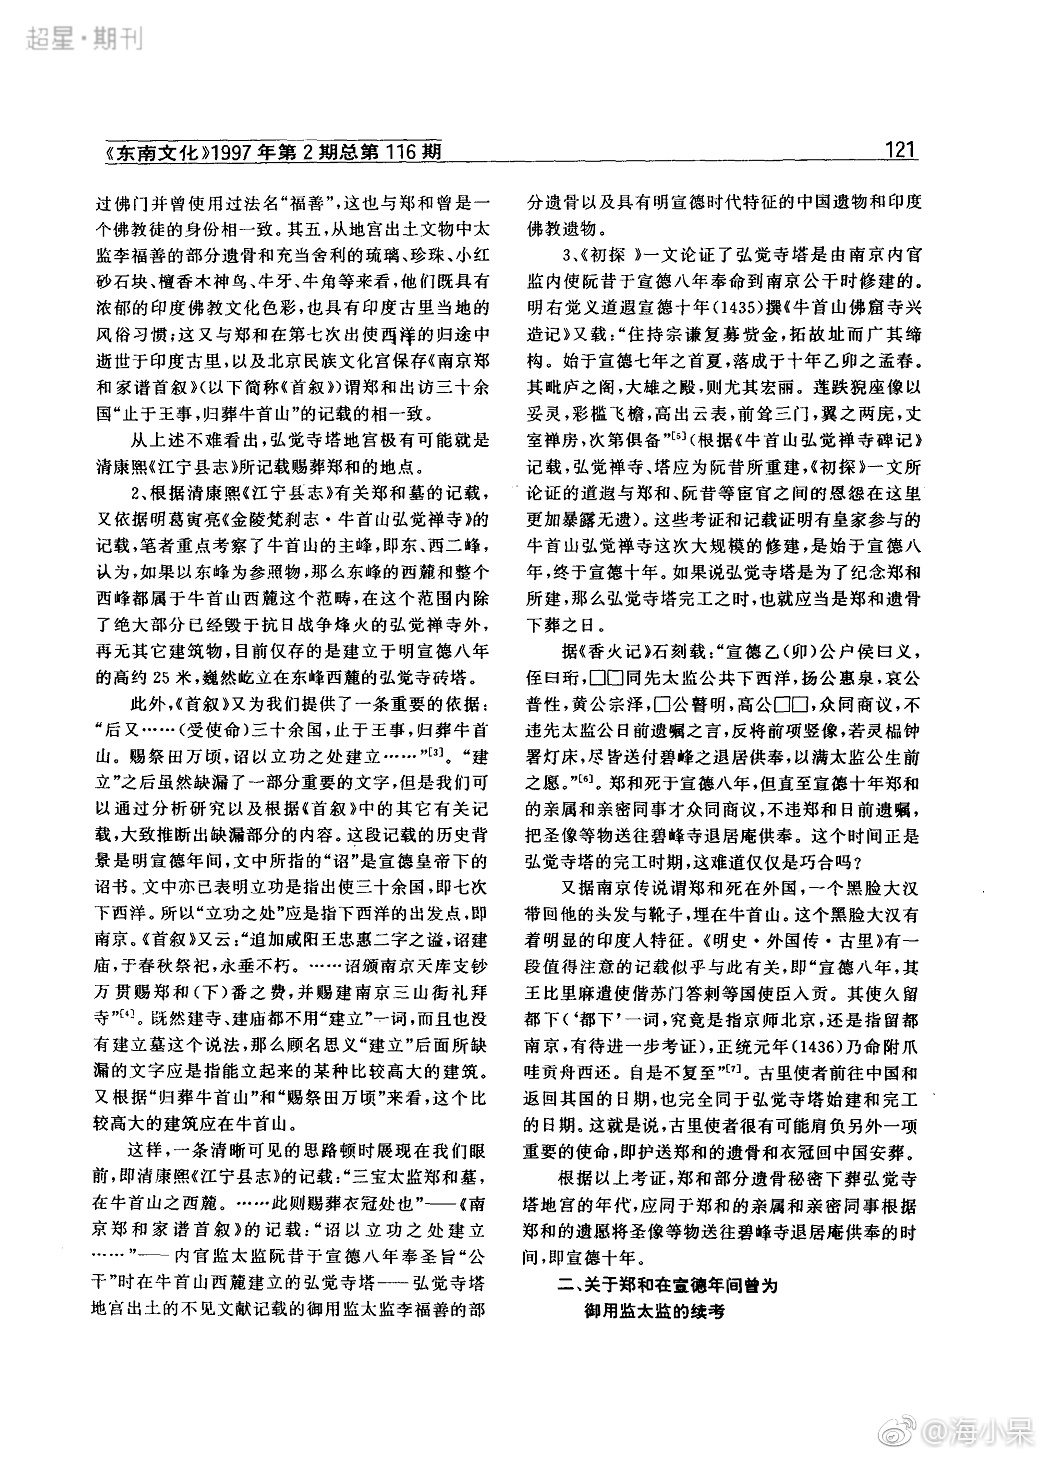 超星·期刊
《东南文化》1997年第2期总第116期
121
过佛门并曾使用过法名“福善”,这也与郑和曾是一
个佛教徒的身份相一致。其五,从地宫出土文物中太
监李福善的部分遗骨和充当舍利的琉璃、珍珠、小红
砂石块、檀香木神鸟、牛牙、牛角等来看,他们既具有
浓郁的印度佛教文化色彩,也具有印度古里当地的
风俗习惯;这又与郑和在第七次出使西洋的归途中
逝世于印度古里,以及北京民族文化宫保存《南京郑
和家谱首叙》(以下简称《首叙》)谓郑和出访三十余
国“止于王事,归葬牛首山”的记载的相一致。
从上述不难看出,弘觉寺塔地宫极有可能就是
清康熙《江宁县志》所记载赐葬郑和的地点。
2、根据清康熙《江宁县志》有关郑和墓的记载,
又依据明葛寅亮《金陵梵刹志·牛首山弘觉禅寺》的
记载,笔者重点考察了牛首山的主峰,即东、西二峰,
认为,如果以东峰为参照物,那么东峰的西麓和整个
西峰都属于牛首山西麓这个范畴,在这个范围内除
了绝大部分已经毁于抗日战争烽火的弘觉禅寺外,
再无其它建筑物,目前仅存的是建立于明宣德八年
的高约25米,巍然屹立在东峰西麓的弘觉寺砖塔。
此外,《首叙》又为我们提供了一条重要的依据:
“后又……(受使命)三十余国,止于王事,归葬牛首
山。赐祭田万顷,诏以立功之处建立……”[3]。“建
立”之后虽然缺漏了一部分重要的文字,但是我们可
以通过分析研究以及根据《首叙》中的其它有关记
载,大致推断出缺漏部分的内容。这段记载的历史背
景是明宣德年间,文中所指的“诏”是宣德皇帝下的
诏书。文中亦已表明立功是指出使三十余国,即七次
下西洋。所以“立功之处”应是指下西洋的出发点,即
南京。《首叙》又云:“追加咸阳王忠惠二字之谥,诏建
庙,于春秋祭祀,永垂不朽。……诏颁南京天库支钞
万贯赐郑和(下)番之费,并赐建南京三山街礼拜
寺”[4]。既然建寺、建庙都不用“建立”一词,而且也没
有建立墓这个说法,那么顾名思义“建立”后面所缺
漏的文字应是指能立起来的某种比较高大的建筑。
又根据“归葬牛首山”和“赐祭田万顷”来看,这个比
较高大的建筑应在牛首山。
这样,一条清晰可见的思路顿时展现在我们眼
前,即清康熙《江宁县志》的记载:“三宝太监郑和墓,
在牛首山之西麓。……此则赐葬衣冠处也”——《南
京郑和家谱首叙》的记载:“诏以立功之处建立
……”——内官监太监阮昔于宣德八年奉圣旨“公
干”时在牛首山西麓建立的弘觉寺塔——弘觉寺塔
地宫出土的不见文献记载的御用监太监李福善的部
分遗骨以及具有明宣德时代特征的中国遗物和印度
佛教遗物。
3、《初探》一文论证了弘觉寺塔是由南京内官
监内使阮昔于宣德八年奉命到南京公干时修建的。
明右觉义道遐宣德十年(1435)撰《牛首山佛窟寺兴
造记》又载:“住持宗谦复募赀金,拓故址而广其缔
构。始于宣德七年之首夏,落成于十年乙卯之孟春。
其毗庐之阁,大雄之殿,则尤其宏丽。莲趺猊座像以
妥灵,彩槛飞檐,高出云表,前耸三门,翼之两庑,丈
室禅房,次第俱备”[5](根据《牛首山弘觉禅寺碑记》
记载,弘觉禅寺、塔应为阮昔所重建,《初探》一文所
论证的道遐与郑和、阮昔等宦官之间的恩怨在这里
更加暴露无遗)。这些考证和记载证明有皇家参与的
牛首山弘觉禅寺这次大规模的修建,是始于宣德八
年,终于宣德十年。如果说弘觉寺塔是为了纪念郑和
所建,那么弘觉寺塔完工之时,也就应当是郑和遗骨
下葬之日。
据《香火记》石刻载:“宣德乙(卯)公户侯曰义,
侄曰珩,□□同先太监公共下西洋,扬公惠泉,哀公
普性,黄公宗泽,□公瞖明,高公□□,众同商议,不
违先太监公日前遗嘱之言,反将前项竖像,若灵榀钟
署灯床,尽皆送付碧峰之退居供奉,以满太监公生前
之愿。”[6]。郑和死于宣德八年,但直至宣德十年郑和
的亲属和亲密同事才众同商议,不违郑和日前遗嘱,
把圣像等物送往碧峰寺退居庵供奉。这个时间正是
弘觉寺塔的完工时期,这难道仅仅是巧合吗?
又据南京传说谓郑和死在外国,一个黑脸大汉
带回他的头发与靴子,埋在牛首山。这个黑脸大汉有
着明显的印度人特征。《明史·外国传·古里》有一
段值得注意的记载似乎与此有关,即“宣德八年,其
王比里麻遣使偕苏门答剌等国使臣入贡。其使久留
都下(‘都下’一词,究竟是指京师北京,还是指留都
南京,有待进一步考证),正统元年(1436)乃命附爪
哇贡舟西还。自是不复至”[7]。古里使者前往中国和
返回其国的日期,也完全同于弘觉寺塔始建和完工
的日期。这就是说,古里使者很有可能肩负另外一项
重要的使命,即护送郑和的遗骨和衣冠回中国安葬。
根据以上考证,郑和部分遗骨秘密下葬弘觉寺
塔地宫的年代,应同于郑和的亲属和亲密同事根据
郑和的遗愿将圣像等物送往碧峰寺退居庵供奉的时
间,即宣德十年。
二、关于郑和在宣德年间曾为
御用监太监的续考
@海小呆